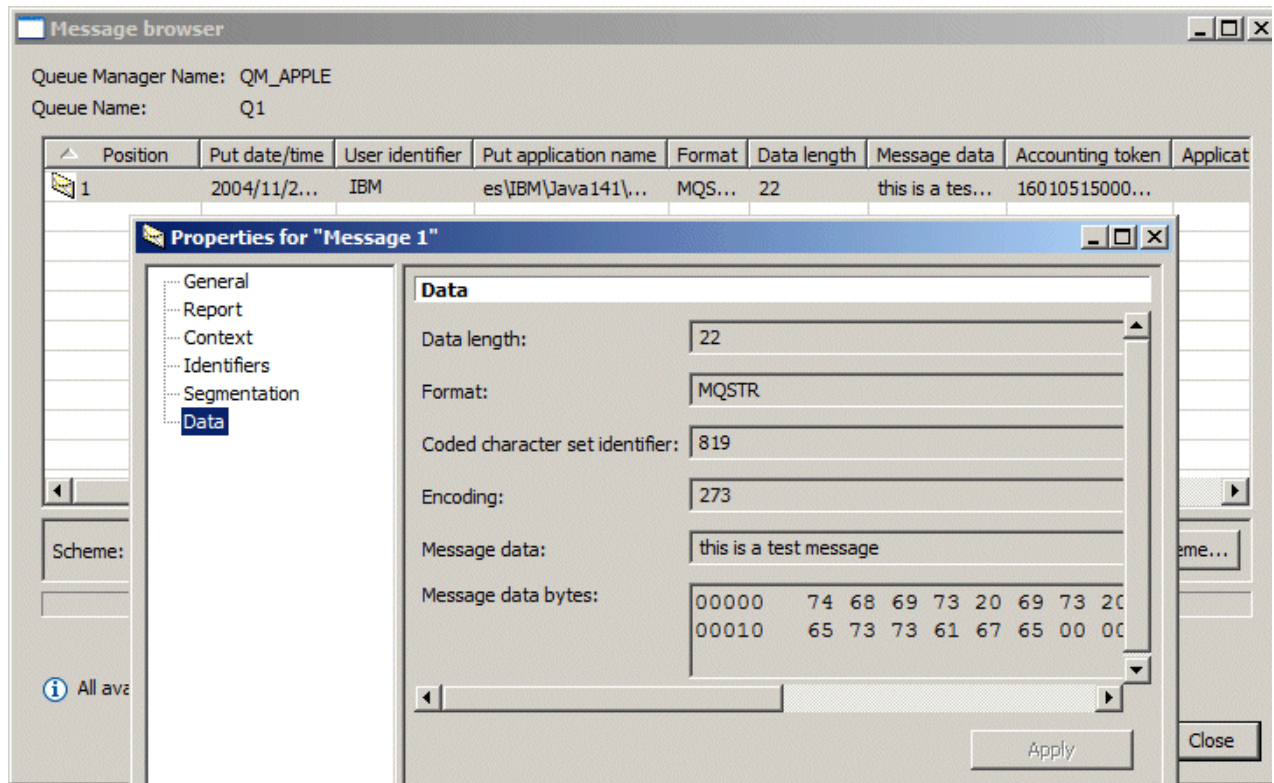 Message browser
Queue Manager Name: QM_APPLE
Queue Name: Q1
Position Put date/time User identifier Put application name Format Data length Message data Accounting token Applicat
1 2004/11/2... IBM es\IBM\Java141\... MQS... 22 this is a tes... 16010515000...
Properties for "Message 1"
General
Report
Context
Identifiers
Segmentation
Data
Data
Data length: 22
Format: MQSTR
Coded character set identifier: 819
Encoding: 273
Message data: this is a test message
Message data bytes:
00000 74 68 69 73 20 69 73 20
00010 65 73 73 61 67 65 00 00
Apply
Scheme:
eme...
All ava
Close